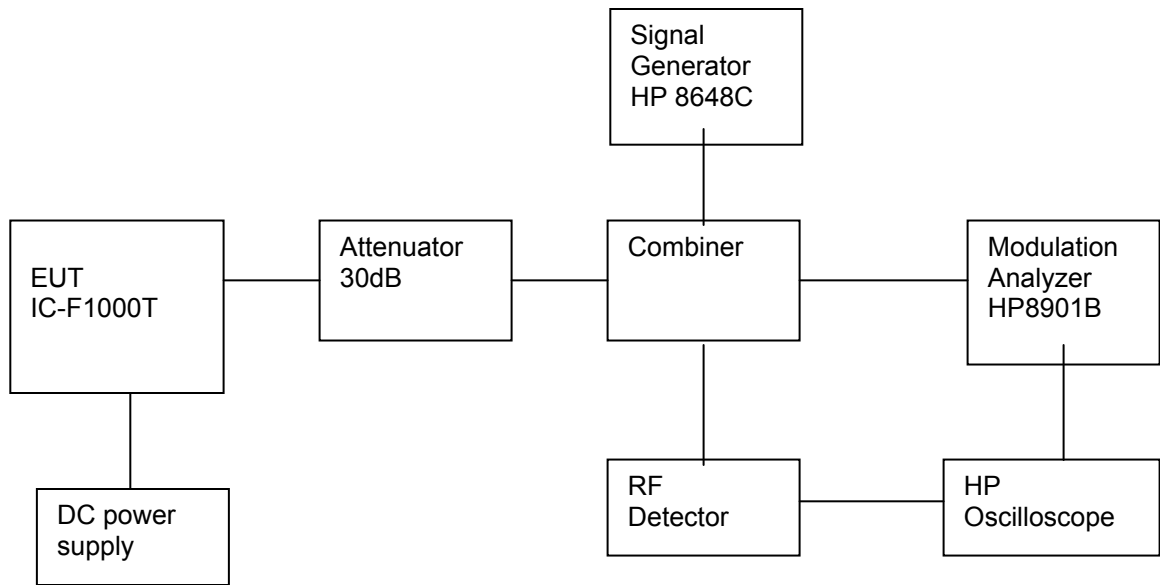 Signal
Generator
HP 8648C
EUT
IC-F1000T
Attenuator
30dB
Combiner
Modulation
Analyzer
HP8901B
DC power
supply
RF
Detector
HP
Oscilloscope